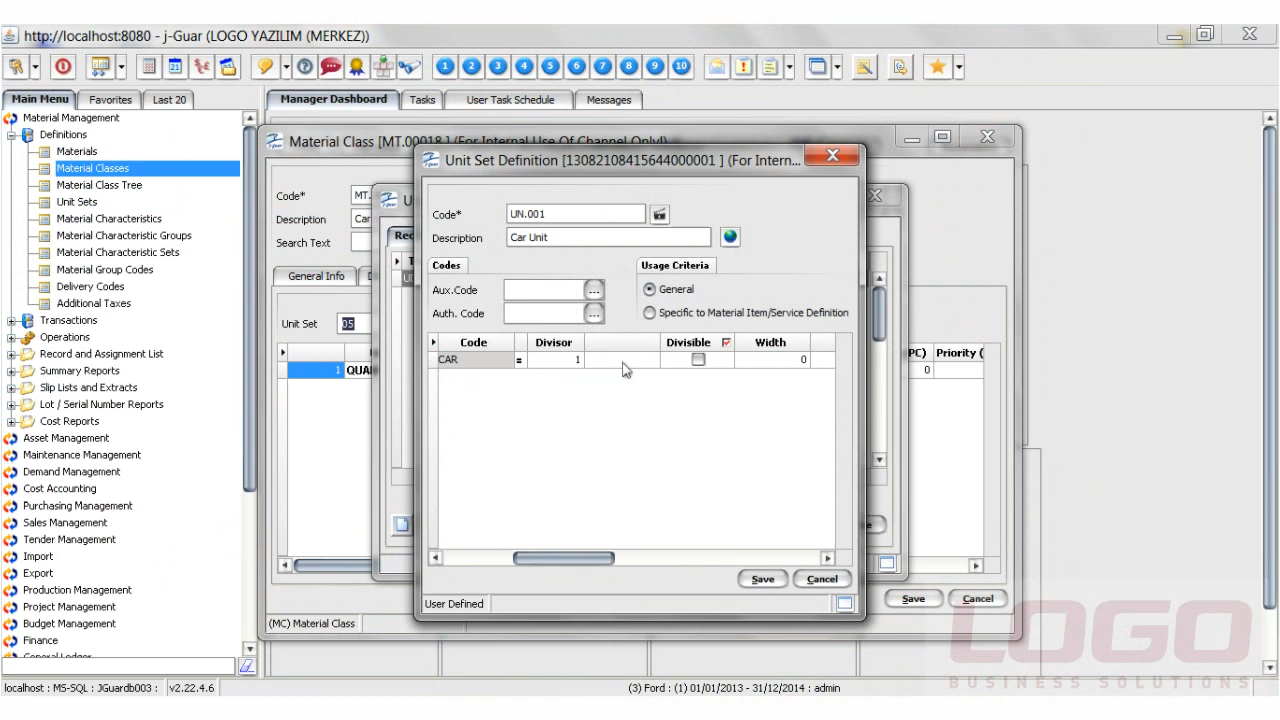 http://localhost:8080 - j-Guar (LOGO YAZILIM (MERKEZ))
1 2 3 4 5 6 7 8 9 10
Main Menu Favorites Last 20
Manager Dashboard Tasks User Task Schedule Messages
Material Management
Definitions
Materials
Material Classes
Material Class Tree
Unit Sets
Material Characteristics
Material Characteristic Groups
Material Characteristic Sets
Material Group Codes
Delivery Codes
Additional Taxes
Transactions
Operations
Record and Assignment List
Summary Reports
Slip Lists and Extracts
Lot / Serial Number Reports
Cost Reports
Asset Management
Maintenance Management
Demand Management
Cost Accounting
Purchasing Management
Sales Management
Tender Management
Import
Export
Production Management
Project Management
Budget Management
Finance
General Ledger
Material Class [MT.00018 ] (For Internal Use Of Channel Only!)
Code* MT.
Description Car
Search Text
General Info
Unit Set 05
1 QUA
PC) Priority (
0
Save Cancel
(MC) Material Class
U
Rec
Unit Set Definition [13082108415644000001 ] (For Intern...
Code* UN.001
Description Car Unit
Codes
Aux.Code ...
Auth. Code ...
Usage Criteria
General
Specific to Material Item/Service Definition
Code Divisor Divisible Width
CAR = 1 0
Save Cancel
User Defined
LOGO
BUSINESS SOLUTIONS
localhost : MS-SQL : JGuardb003 : v2.22.4.6
(3) Ford : (1) 01/01/2013 - 31/12/2014 : admin